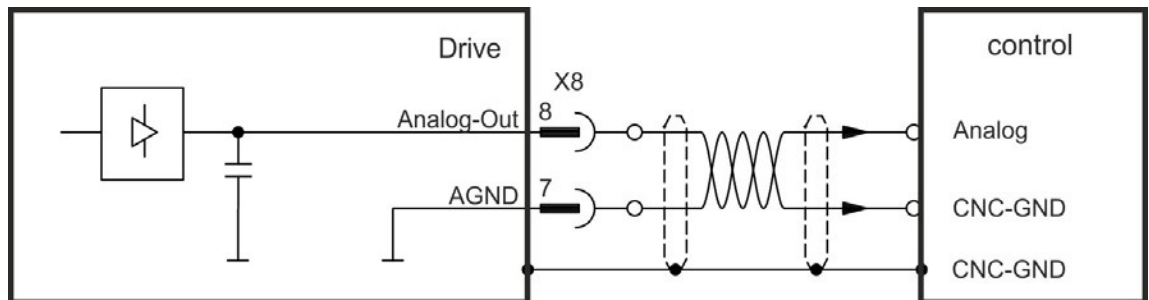 Drive
control
X8
Analog-Out
8
Analog
AGND
7
CNC-GND
CNC-GND